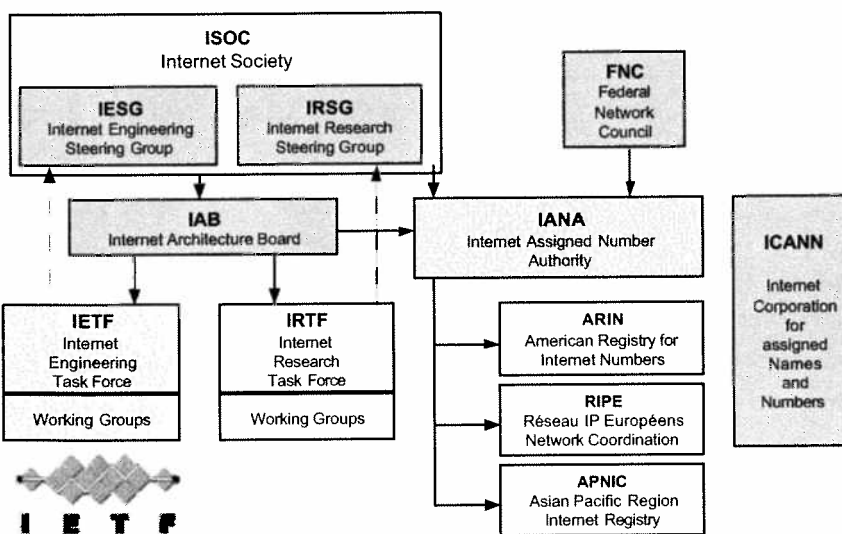 ISOC
Internet Society
IESG
Internet Engineering
Steering Group
IRSG
Internet Research
Steering Group
FNC
Federal
Network
Council
IAB
Internet Architecture Board
IANA
Internet Assigned Number
Authority
ICANN
Internet
Corporation
for
assigned
Names
and
Numbers
IETF
Internet
Engineering
Task Force
Working Groups
IRTF
Internet
Research
Task Force
Working Groups
ARIN
American Registry for
Internet Numbers
RIPE
Réseau IP Européens
Network Coordination
APNIC
Asian Pacific Region
Internet Registry
I E T F